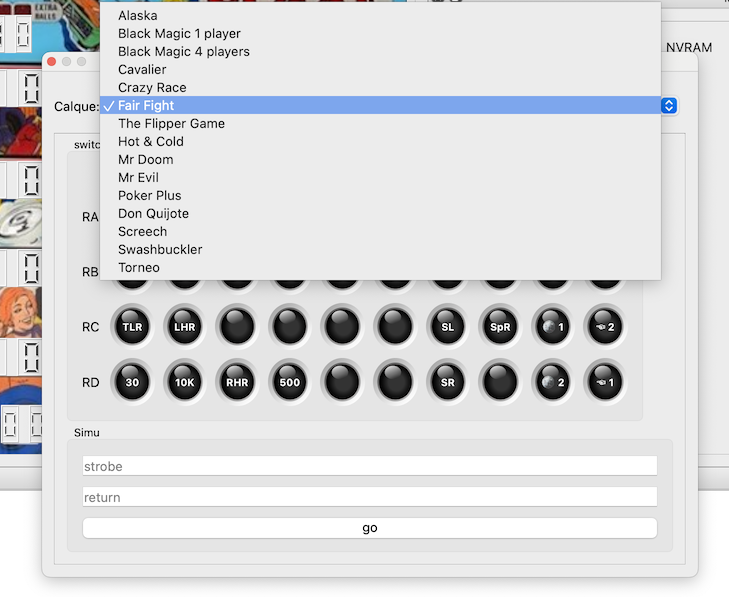 EXTRA
BALLS
Alaska
Black Magic 1 player
Black Magic 4 players
Cavalier
NVRAM
Crazy Race
Calque: ✓ Fair Fight
The Flipper Game
switc
Hot & Cold
Mr Doom
Mr Evil
Poker Plus
RA
Don Quijote
Screech
Swashbuckler
Torneo
RB
RC TLR LHR SL SpR 1 2
RD 30 10K RHR 500 SR 2 1
Simu
strobe
return
go